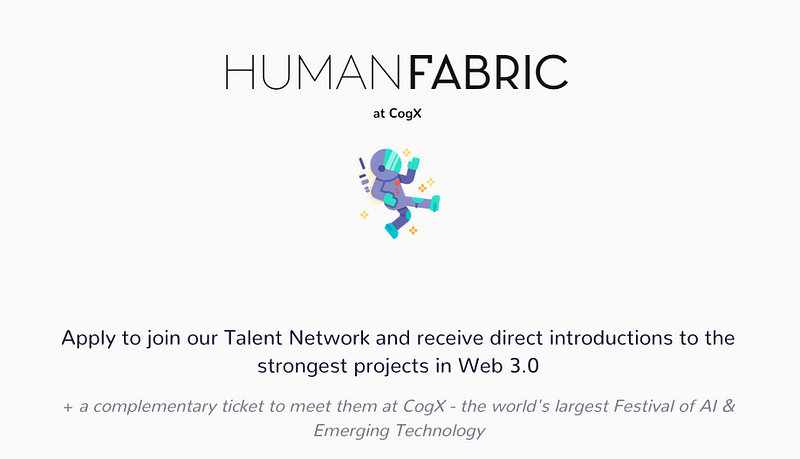 HUMANFABRIC
at CogX
Apply to join our Talent Network and receive direct introductions to the
strongest projects in Web 3.0
+ a complementary ticket to meet them at CogX - the world's largest Festival of AI &
Emerging Technology